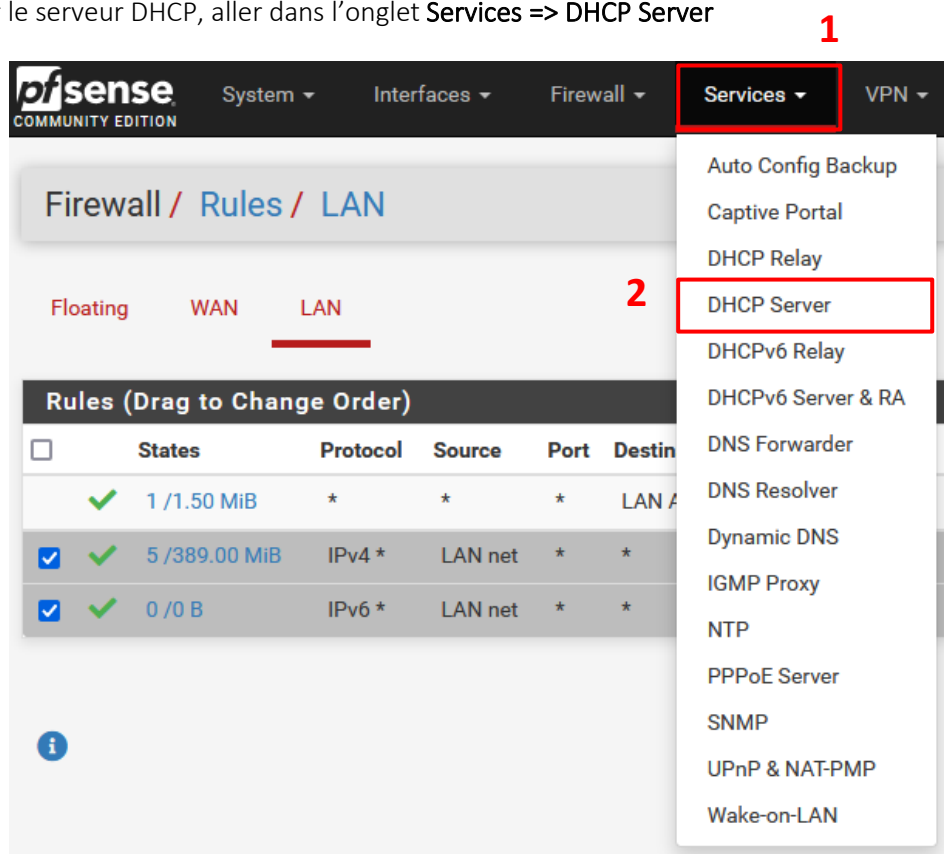 le serveur DHCP, aller dans l’onglet Services => DHCP Server
1
pfsense
COMMUNITY EDITION
System
Interfaces
Firewall
Services
VPN
Auto Config Backup
Captive Portal
DHCP Relay
2
DHCP Server
DHCPv6 Relay
DHCPv6 Server & RA
DNS Forwarder
DNS Resolver
Dynamic DNS
IGMP Proxy
NTP
PPPoE Server
SNMP
UPnP & NAT-PMP
Wake-on-LAN
Firewall / Rules / LAN
Floating WAN LAN
Rules (Drag to Change Order)
States Protocol Source Port Destin
1 /1.50 MiB * * * LAN A
5 /389.00 MiB IPv4 * LAN net * *
0 /0 B IPv6 * LAN net * *